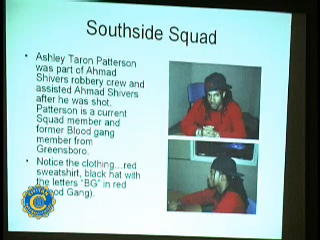 Southside Squad
• Ashley Taron Patterson
was part of Ahmad
Shivers robbery crew and
assisted Ahmad Shivers
after he was shot.
Patterson is a current
Squad member and
former Blood gang
member from
Greensboro.
• Notice the clothing…red
sweatshirt, black hat with
the letters "BG" in red
Gang).